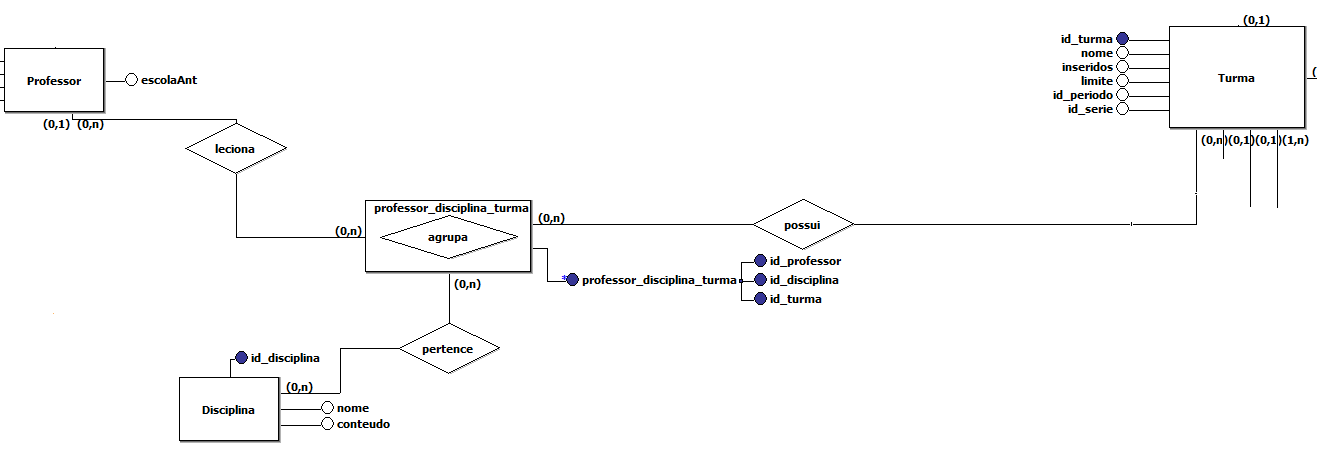 (0,1)
id_turma
nome
inseridos
limite
id_periodo
id_serie
Turma
(
Professor
escolaAnt
(0,1) (0,n)
(0,n)(0,1)(0,1)(1,n)
leciona
professor_disciplina_turma
agrupa
(0,n)
(0,n)
possui
(0,n)
*
professor_disciplina_turma
id_professor
id_disciplina
id_turma
pertence
id_disciplina
(0,n)
Disciplina
nome
conteudo